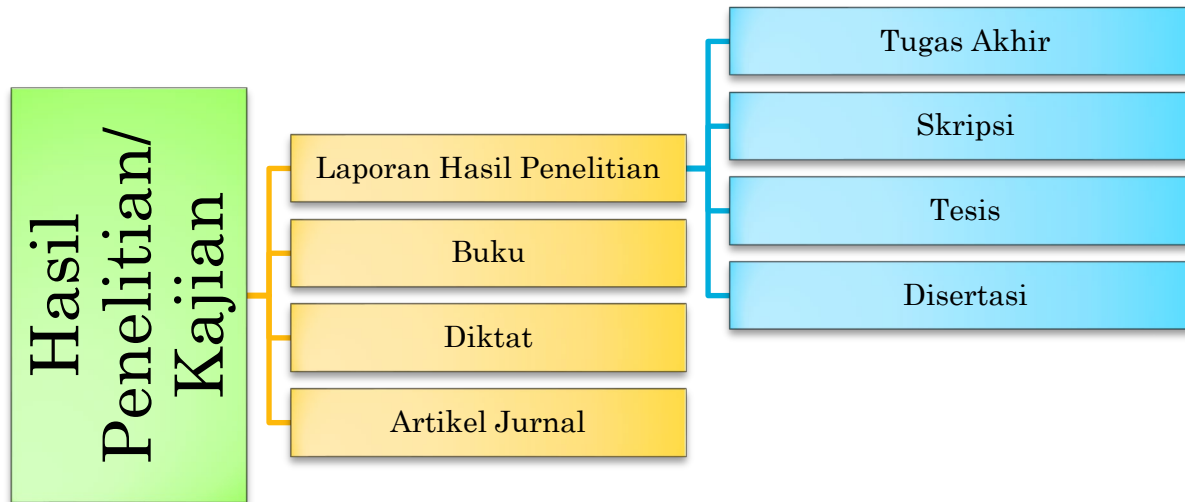 Hasil
Penelitian/
Kajian
Laporan Hasil Penelitian
Buku
Diktat
Artikel Jurnal
Tugas Akhir
Skripsi
Tesis
Disertasi